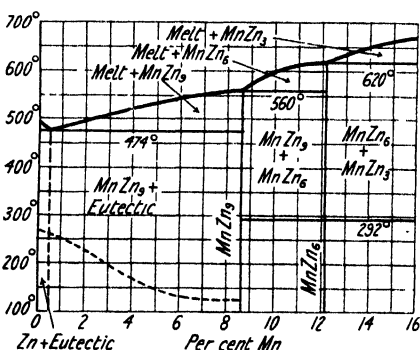 700°
600°
500°
400°
300°
200°
100°
Melt + MnZn₃
Melt + MnZn₆
Melt + MnZn₉
620°
560°
474°
MnZn₉ +
Eutectic
MnZn₉
+
MnZn₆
MnZn₆
+
MnZn₃
292°
MnZn₉
MnZn₆
0 2 4 6 8 10 12 14 16
Zn + Eutectic
Per cent Mn